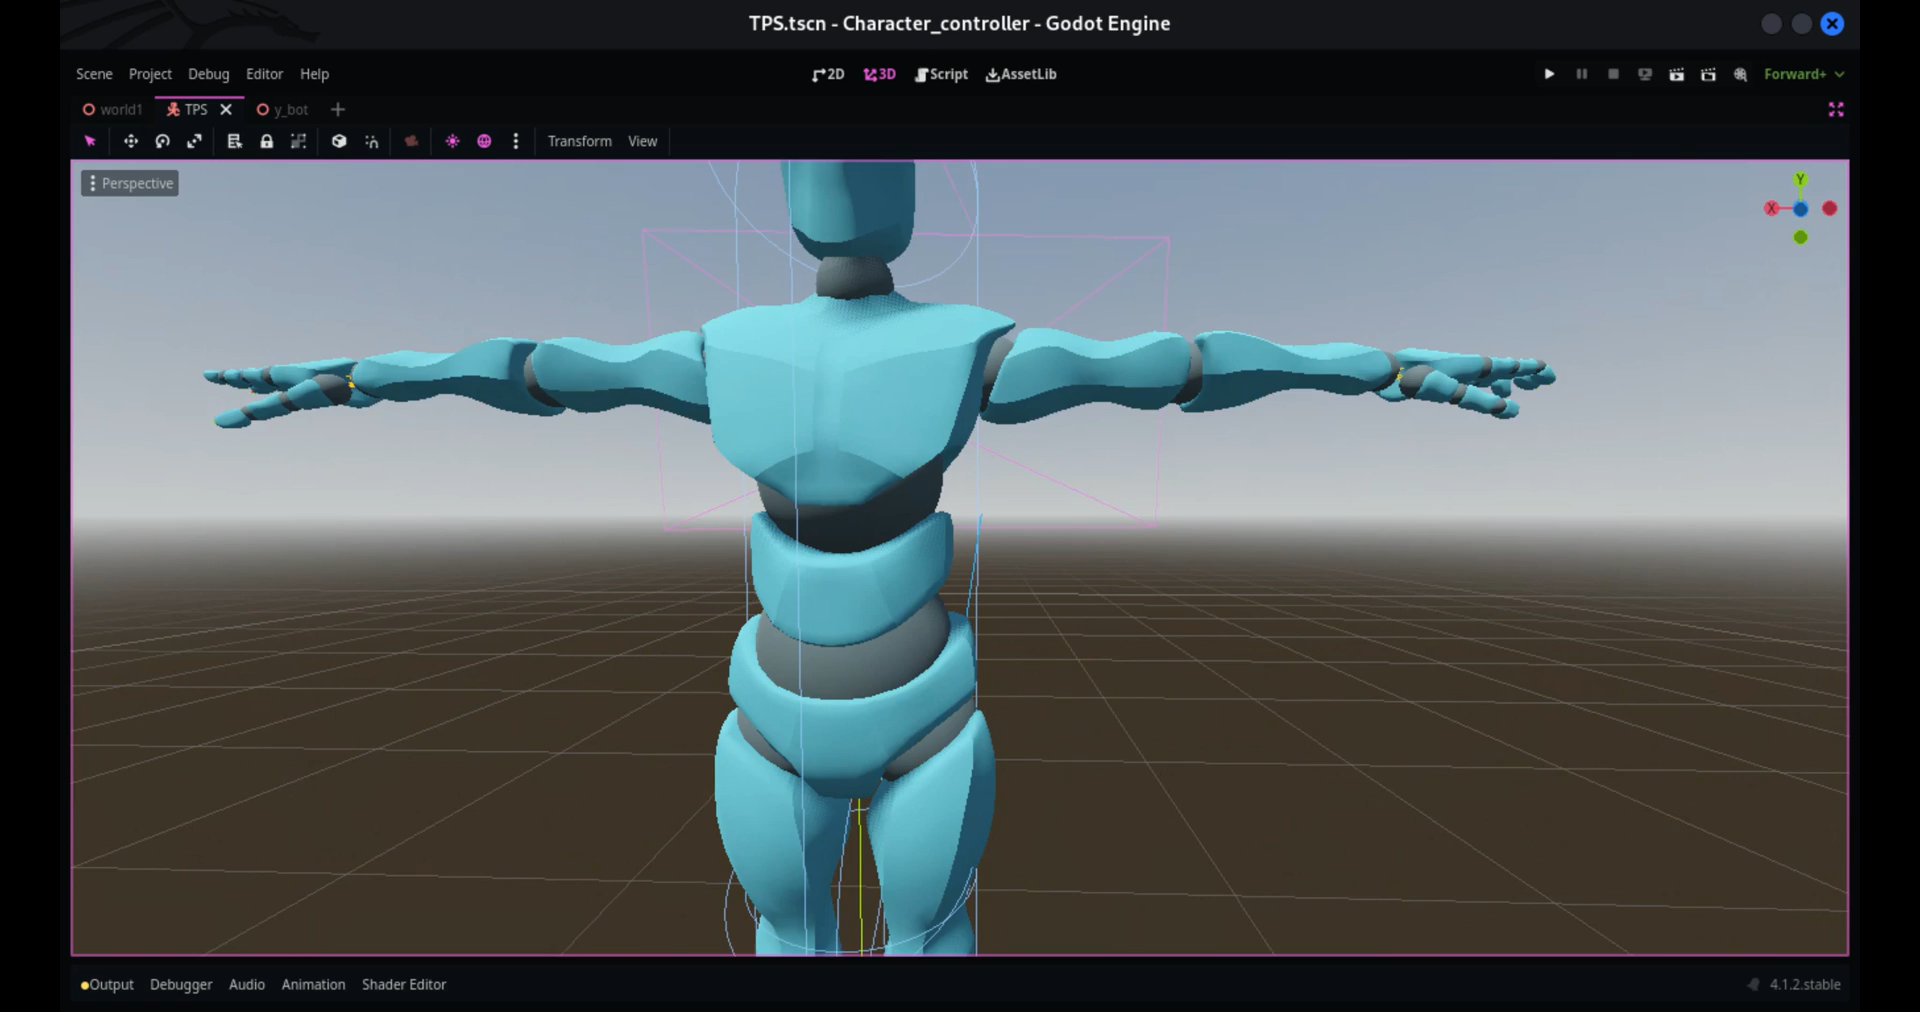 TPS.tscn - Character_controller - Godot Engine
Scene Project Debug Editor Help 2D 3D Script AssetLib Forward+
world1 TPS y_bot
Transform View
Perspective
Y
X
Output Debugger Audio Animation Shader Editor 4.1.2.stable